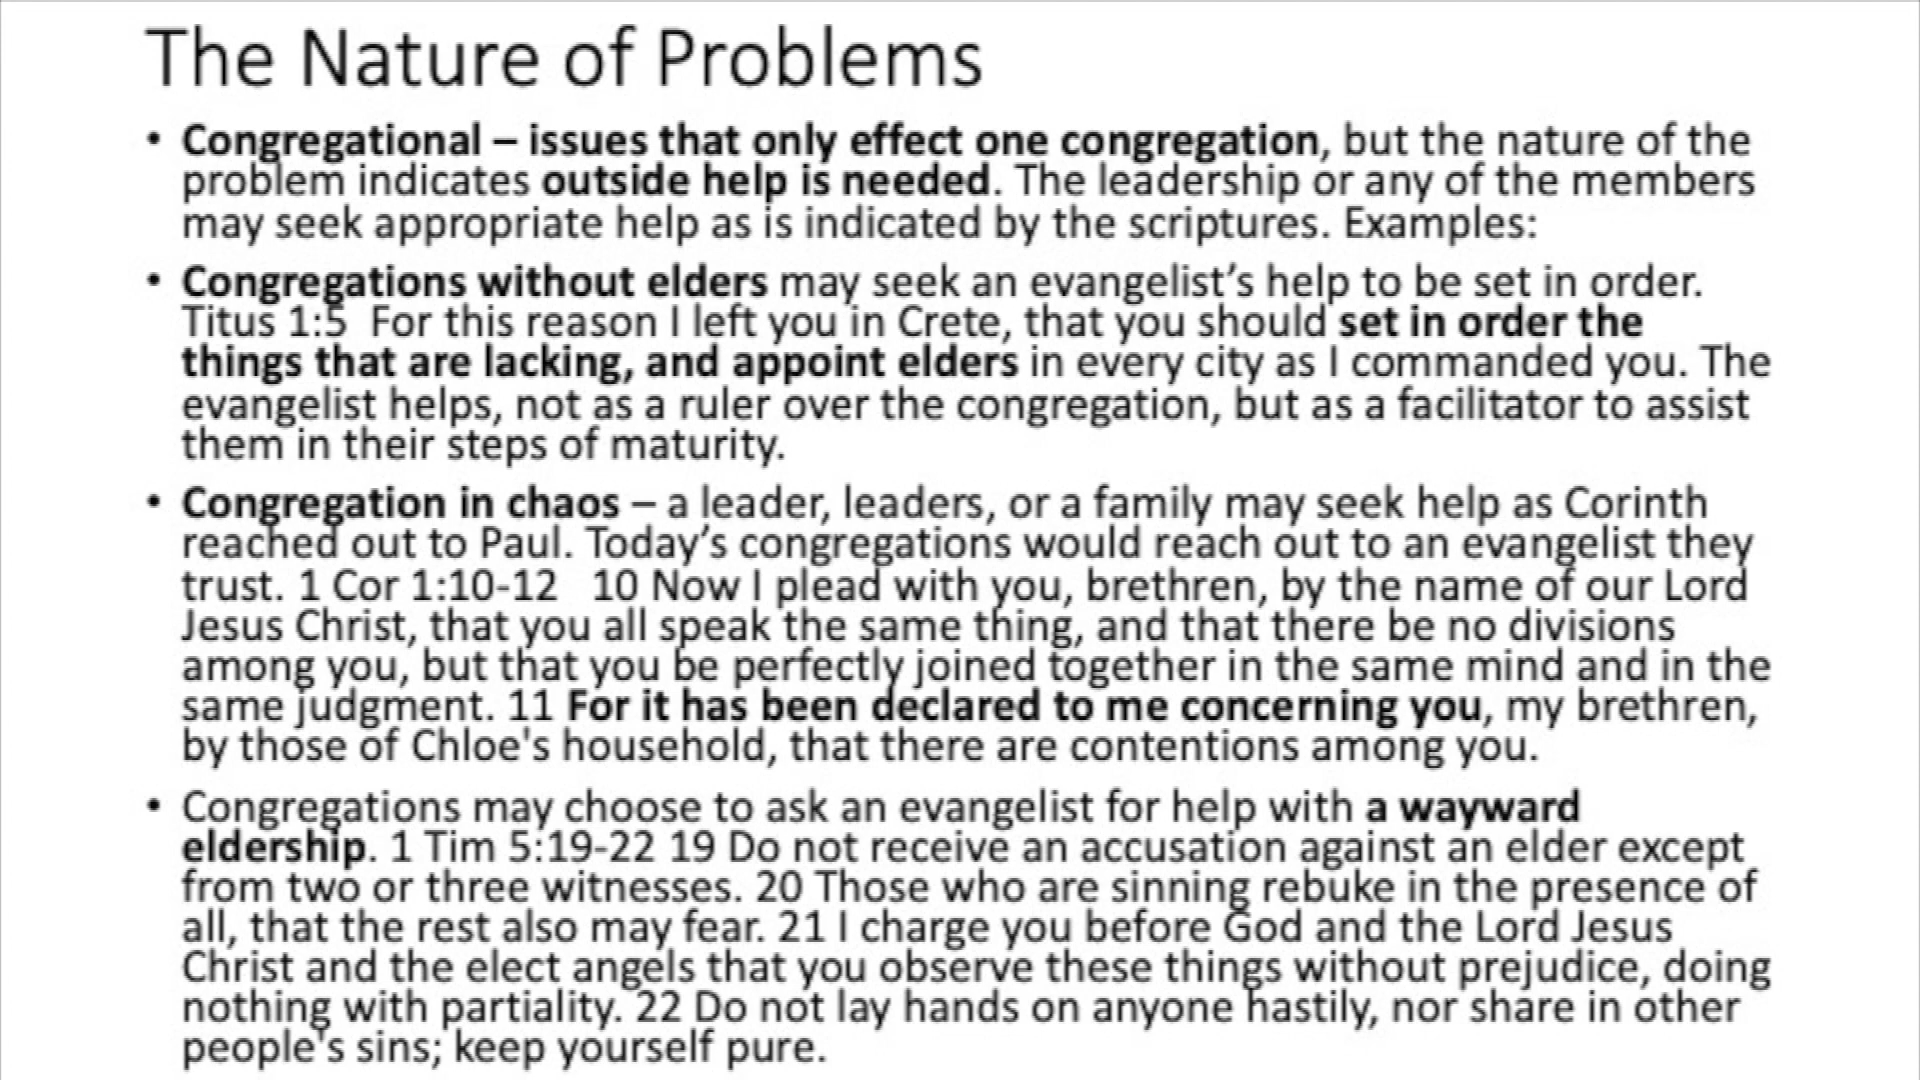 The Nature of Problems
• Congregational – issues that only effect one congregation, but the nature of the
problem indicates outside help is needed. The leadership or any of the members
may seek appropriate help as is indicated by the scriptures. Examples:
• Congregations without elders may seek an evangelist’s help to be set in order.
Titus 1:5  For this reason I left you in Crete, that you should set in order the
things that are lacking, and appoint elders in every city as I commanded you. The
evangelist helps, not as a ruler over the congregation, but as a facilitator to assist
them in their steps of maturity.
• Congregation in chaos – a leader, leaders, or a family may seek help as Corinth
reached out to Paul. Today’s congregations would reach out to an evangelist they
trust. 1 Cor 1:10-12   10 Now I plead with you, brethren, by the name of our Lord
Jesus Christ, that you all speak the same thing, and that there be no divisions
among you, but that you be perfectly joined together in the same mind and in the
same judgment. 11 For it has been declared to me concerning you, my brethren,
by those of Chloe's household, that there are contentions among you.
• Congregations may choose to ask an evangelist for help with a wayward
eldership. 1 Tim 5:19-22 19 Do not receive an accusation against an elder except
from two or three witnesses. 20 Those who are sinning rebuke in the presence of
all, that the rest also may fear. 21 I charge you before God and the Lord Jesus
Christ and the elect angels that you observe these things without prejudice, doing
nothing with partiality. 22 Do not lay hands on anyone hastily, nor share in other
people's sins; keep yourself pure.